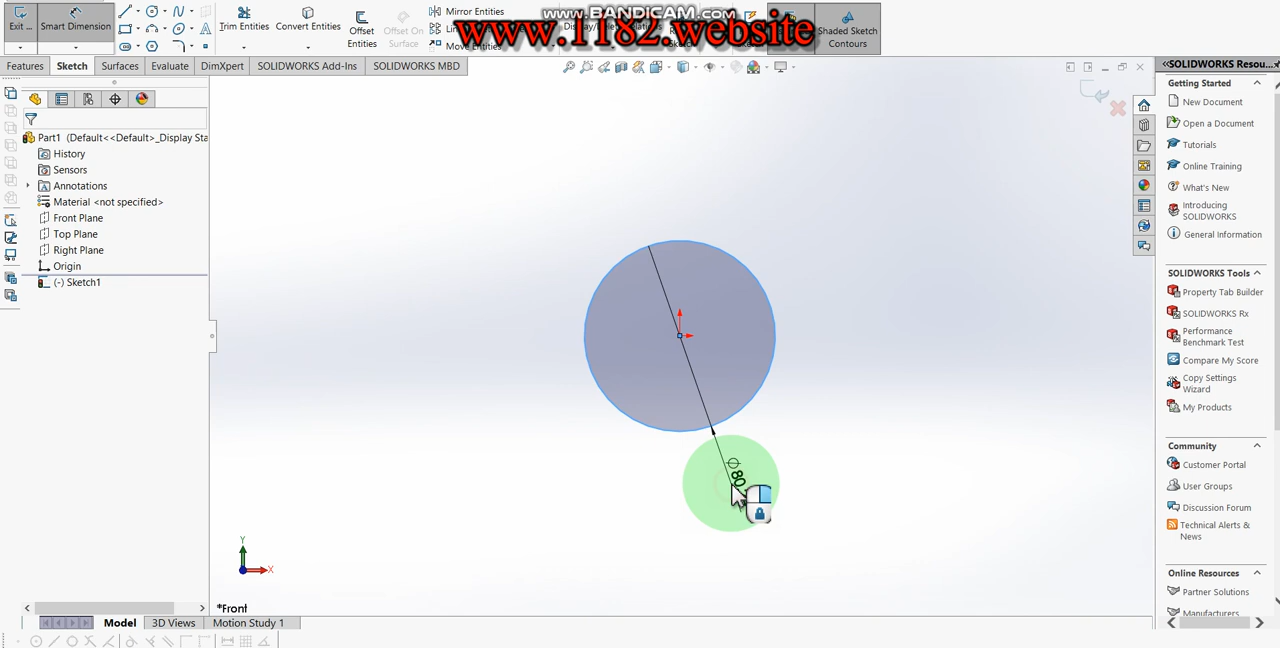 www.BANDICAM.com
www.1182.website
Exit ...
Smart Dimension
Trim Entities
Convert Entities
Offset
Entities
Offset On
Surface
Mirror Entities
Move Entities
Shaded Sketch
Contours
Features
Sketch
Surfaces
Evaluate
DimXpert
SOLIDWORKS Add-Ins
SOLIDWORKS MBD
Part1 (Default<<Default>_Display Sta
History
Sensors
Annotations
Material <not specified>
Front Plane
Top Plane
Right Plane
Origin
(-) Sketch1
Y
X
*Front
Model
3D Views
Motion Study 1
SOLIDWORKS Resou...
Getting Started
New Document
Open a Document
Tutorials
Online Training
What's New
Introducing
SOLIDWORKS
General Information
SOLIDWORKS Tools
Property Tab Builder
SOLIDWORKS Rx
Performance
Benchmark Test
Compare My Score
Copy Settings
Wizard
My Products
Community
Customer Portal
User Groups
Discussion Forum
Technical Alerts &
News
Online Resources
Partner Solutions
Manufacturers